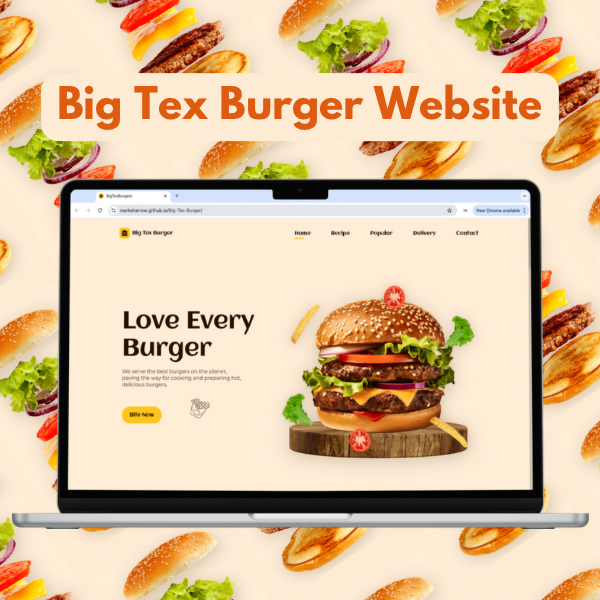 Big Tex Burger Website
BigTexBurgers
markeharrow.github.io/Big-Tex-Burger/
New Chrome available
Big Tex Burger
Home Recipe Popular Delivery Contact
Love Every
Burger
We serve the best burgers on the planet,
paving the way for cooking and preparing hot,
delicious burgers.
Bite Now